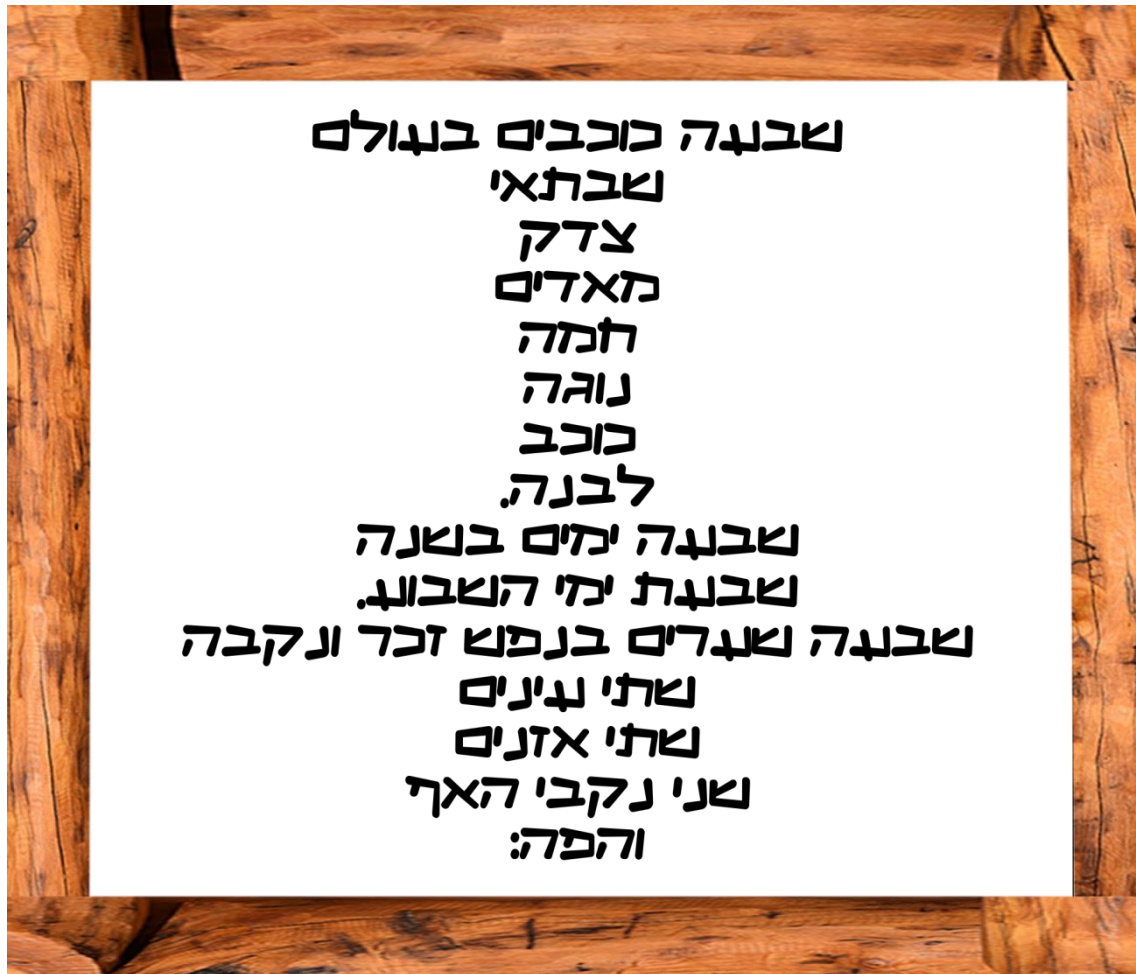 שבעה כוכבים בעולם
שבתאי
צדק
מאדים
חמה
נוגה
כוכב
לבנה.
שבעה ימים בשנה
שבעת ימי השבוע.
שבעה שערים בנפש זכר ונקבה
שתי עינים
שתי אזנים
שני נקבי האף
והפה: